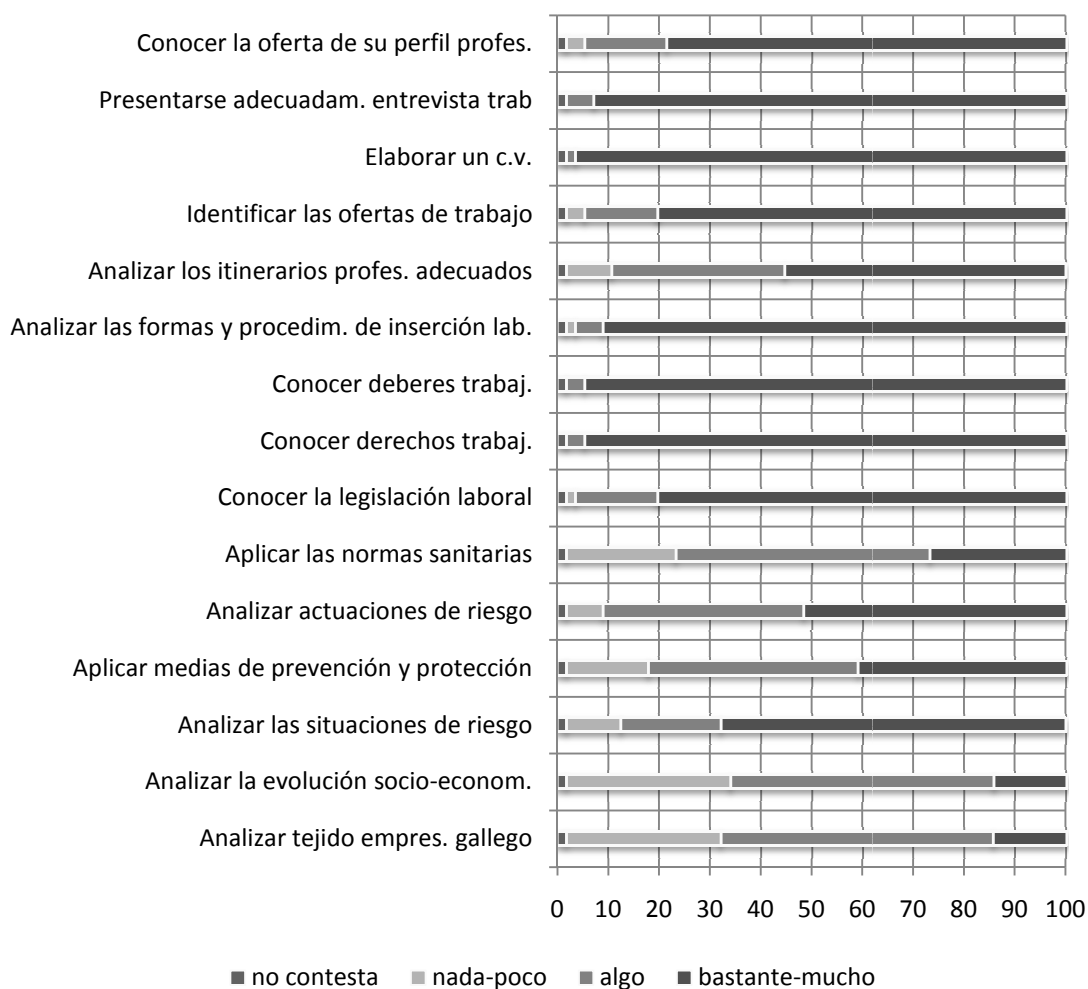 Conocer la oferta de su perfil profes.
Presentarse adecuadam. entrevista trab
Elaborar un c.v.
Identificar las ofertas de trabajo
Analizar los itinerarios profes. adecuados
Analizar las formas y procedim. de inserción lab.
Conocer deberes trabaj.
Conocer derechos trabaj.
Conocer la legislación laboral
Aplicar las normas sanitarias
Analizar actuaciones de riesgo
Aplicar medias de prevención y protección
Analizar las situaciones de riesgo
Analizar la evolución socio-econom.
Analizar tejido empres. gallego
0 10 20 30 40 50 60 70 80 90 100
no contesta nada-poco algo bastante-mucho